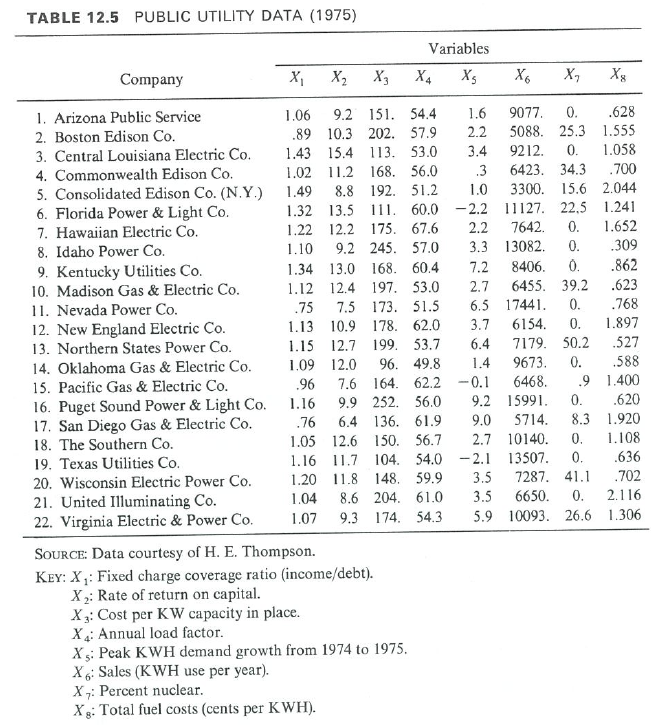 TABLE 12.5 PUBLIC UTILITY DATA (1975)
Variables
Company X1 X2 X3 X4 X5 X6 X7 X8
1. Arizona Public Service 1.06 9.2 151. 54.4 1.6 9077. 0. .628
2. Boston Edison Co. .89 10.3 202. 57.9 2.2 5088. 25.3 1.555
3. Central Louisiana Electric Co. 1.43 15.4 113. 53.0 3.4 9212. 0. 1.058
4. Commonwealth Edison Co. 1.02 11.2 168. 56.0 .3 6423. 34.3 .700
5. Consolidated Edison Co. (N.Y.) 1.49 8.8 192. 51.2 1.0 3300. 15.6 2.044
6. Florida Power & Light Co. 1.32 13.5 111. 60.0 −2.2 11127. 22.5 1.241
7. Hawaiian Electric Co. 1.22 12.2 175. 67.6 2.2 7642. 0. 1.652
8. Idaho Power Co. 1.10 9.2 245. 57.0 3.3 13082. 0. .309
9. Kentucky Utilities Co. 1.34 13.0 168. 60.4 7.2 8406. 0. .862
10. Madison Gas & Electric Co. 1.12 12.4 197. 53.0 2.7 6455. 39.2 .623
11. Nevada Power Co. .75 7.5 173. 51.5 6.5 17441. 0. .768
12. New England Electric Co. 1.13 10.9 178. 62.0 3.7 6154. 0. 1.897
13. Northern States Power Co. 1.15 12.7 199. 53.7 6.4 7179. 50.2 .527
14. Oklahoma Gas & Electric Co. 1.09 12.0 96. 49.8 1.4 9673. 0. .588
15. Pacific Gas & Electric Co. .96 7.6 164. 62.2 −0.1 6468. .9 1.400
16. Puget Sound Power & Light Co. 1.16 9.9 252. 56.0 9.2 15991. 0. .620
17. San Diego Gas & Electric Co. .76 6.4 136. 61.9 9.0 5714. 8.3 1.920
18. The Southern Co. 1.05 12.6 150. 56.7 2.7 10140. 0. 1.108
19. Texas Utilities Co. 1.16 11.7 104. 54.0 −2.1 13507. 0. .636
20. Wisconsin Electric Power Co. 1.20 11.8 148. 59.9 3.5 7287. 41.1 .702
21. United Illuminating Co. 1.04 8.6 204. 61.0 3.5 6650. 0. 2.116
22. Virginia Electric & Power Co. 1.07 9.3 174. 54.3 5.9 10093. 26.6 1.306
SOURCE: Data courtesy of H. E. Thompson.
KEY: X1: Fixed charge coverage ratio (income/debt).
X2: Rate of return on capital.
X3: Cost per KW capacity in place.
X4: Annual load factor.
X5: Peak KWH demand growth from 1974 to 1975.
X6: Sales (KWH use per year).
X7: Percent nuclear.
X8: Total fuel costs (cents per KWH).